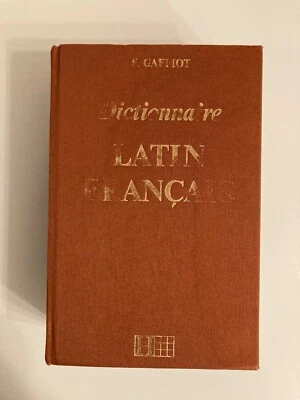 F. GAFFIOT
Dictionnaire
LATIN
FRANÇAIS
H